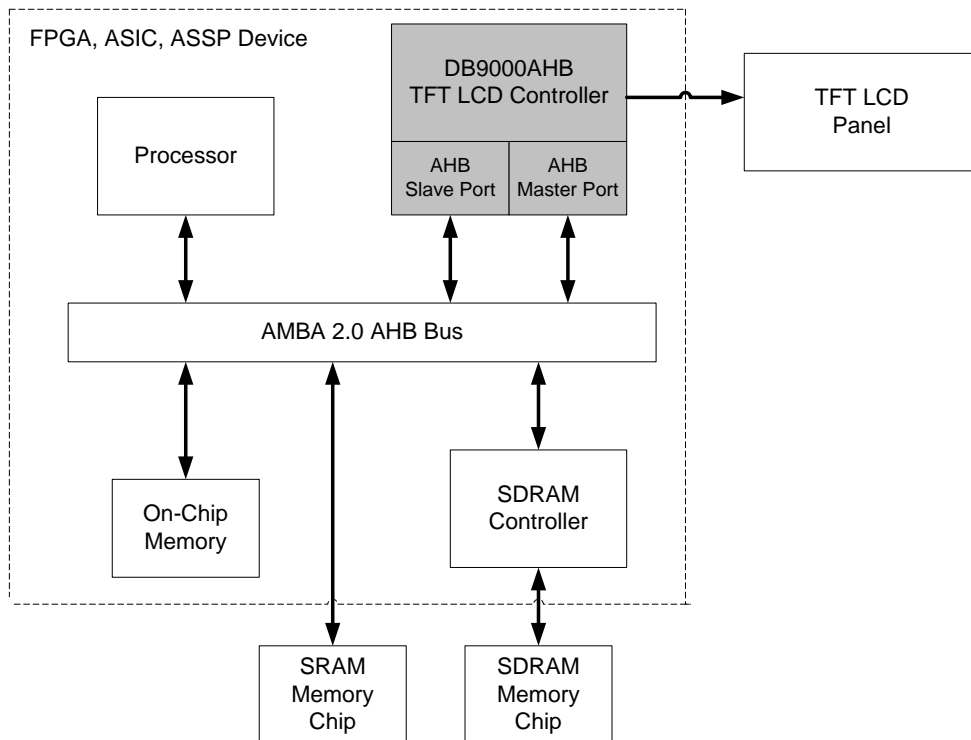 FPGA, ASIC, ASSP Device
DB9000AHB
TFT LCD Controller
TFT LCD
Panel
Processor
AHB
Slave Port
AHB
Master Port
AMBA 2.0 AHB Bus
On-Chip
Memory
SDRAM
Controller
SRAM
Memory
Chip
SDRAM
Memory
Chip